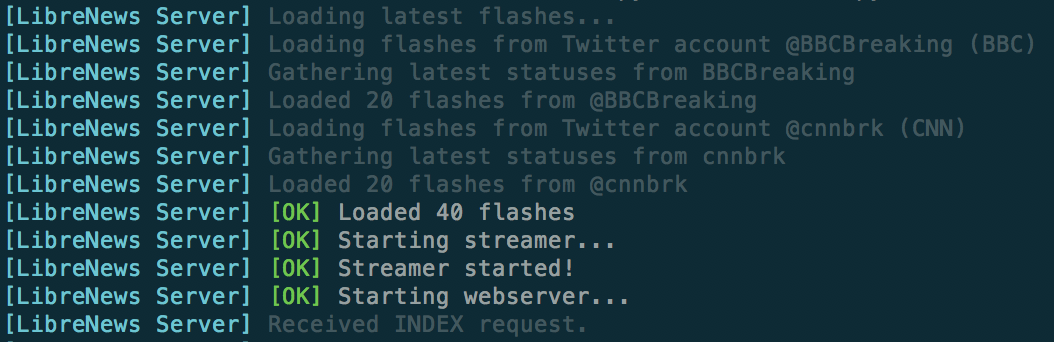 [LibreNews Server] Loading latest flashes...
[LibreNews Server] Loading flashes from Twitter account @BBCBreaking (BBC)
[LibreNews Server] Gathering latest statuses from BBCBreaking
[LibreNews Server] Loaded 20 flashes from @BBCBreaking
[LibreNews Server] Loading flashes from Twitter account @cnnbrk (CNN)
[LibreNews Server] Gathering latest statuses from cnnbrk
[LibreNews Server] Loaded 20 flashes from @cnnbrk
[LibreNews Server] [OK] Loaded 40 flashes
[LibreNews Server] [OK] Starting streamer...
[LibreNews Server] [OK] Streamer started!
[LibreNews Server] [OK] Starting webserver...
[LibreNews Server] Received INDEX request.